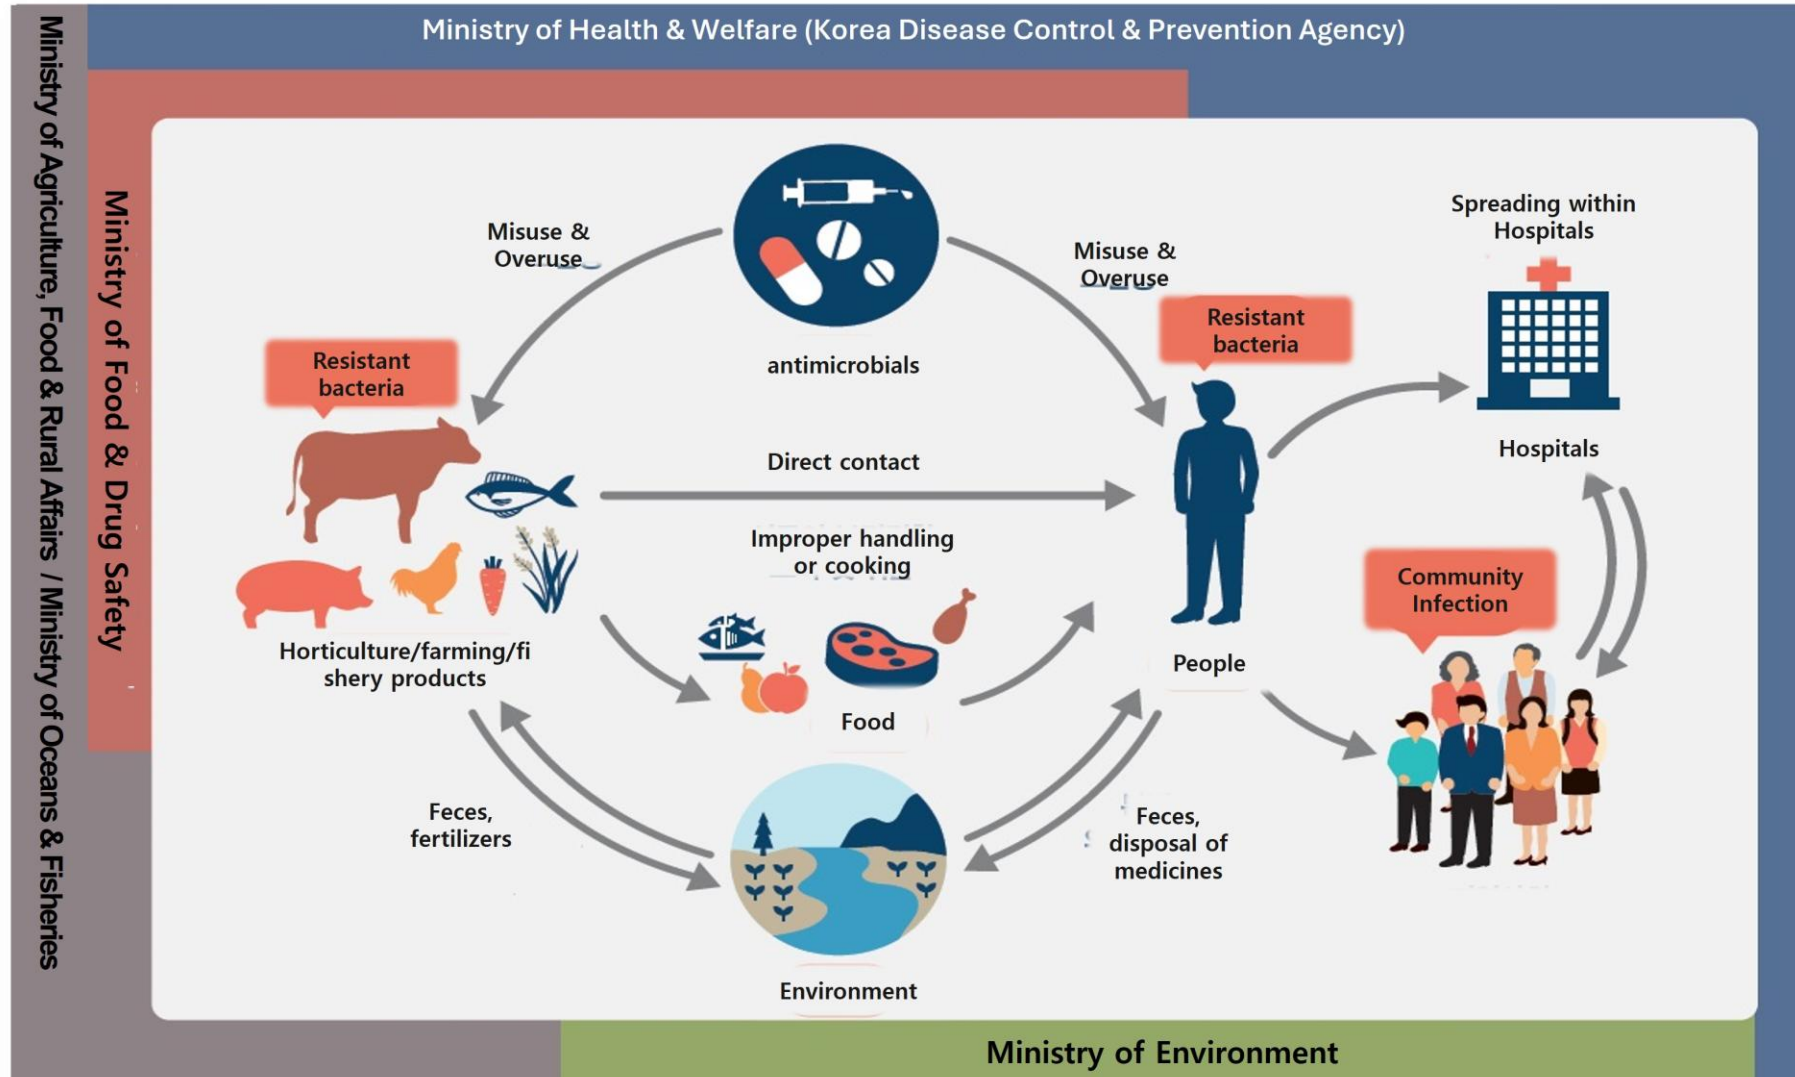 Ministry of Health & Welfare (Korea Disease Control & Prevention Agency)
Ministry of Agriculture, Food & Rural Affairs / Ministry of Oceans & Fisheries
Ministry of Food & Drug Safety
Misuse &
Overuse
antimicrobials
Misuse &
Overuse
Spreading within
Hospitals
Resistant
bacteria
Resistant
bacteria
Hospitals
Direct contact
Improper handling
or cooking
Community
Infection
Horticulture/farming/fi
shery products
Food
People
Feces,
fertilizers
Feces,
disposal of
medicines
Environment
Ministry of Environment